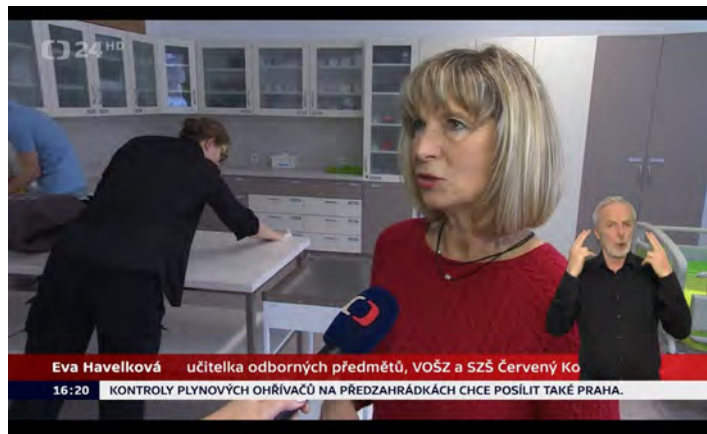 24 HD
Eva Havelková učitelka odborných předmětů, VOŠZ a SZŠ Červený Ko
16:20 KONTROLY PLYNOVÝCH OHŘÍVAČŮ NA PŘEDZAHRÁDKÁCH CHCE POSÍLIT TAKÉ PRAHA.